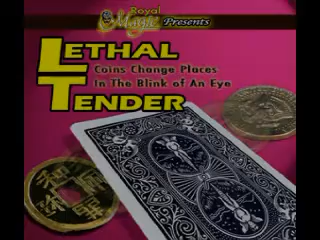 Royal
Magic Presents
LETHAL
Coins Change Places
In The Blink of An Eye
TENDER